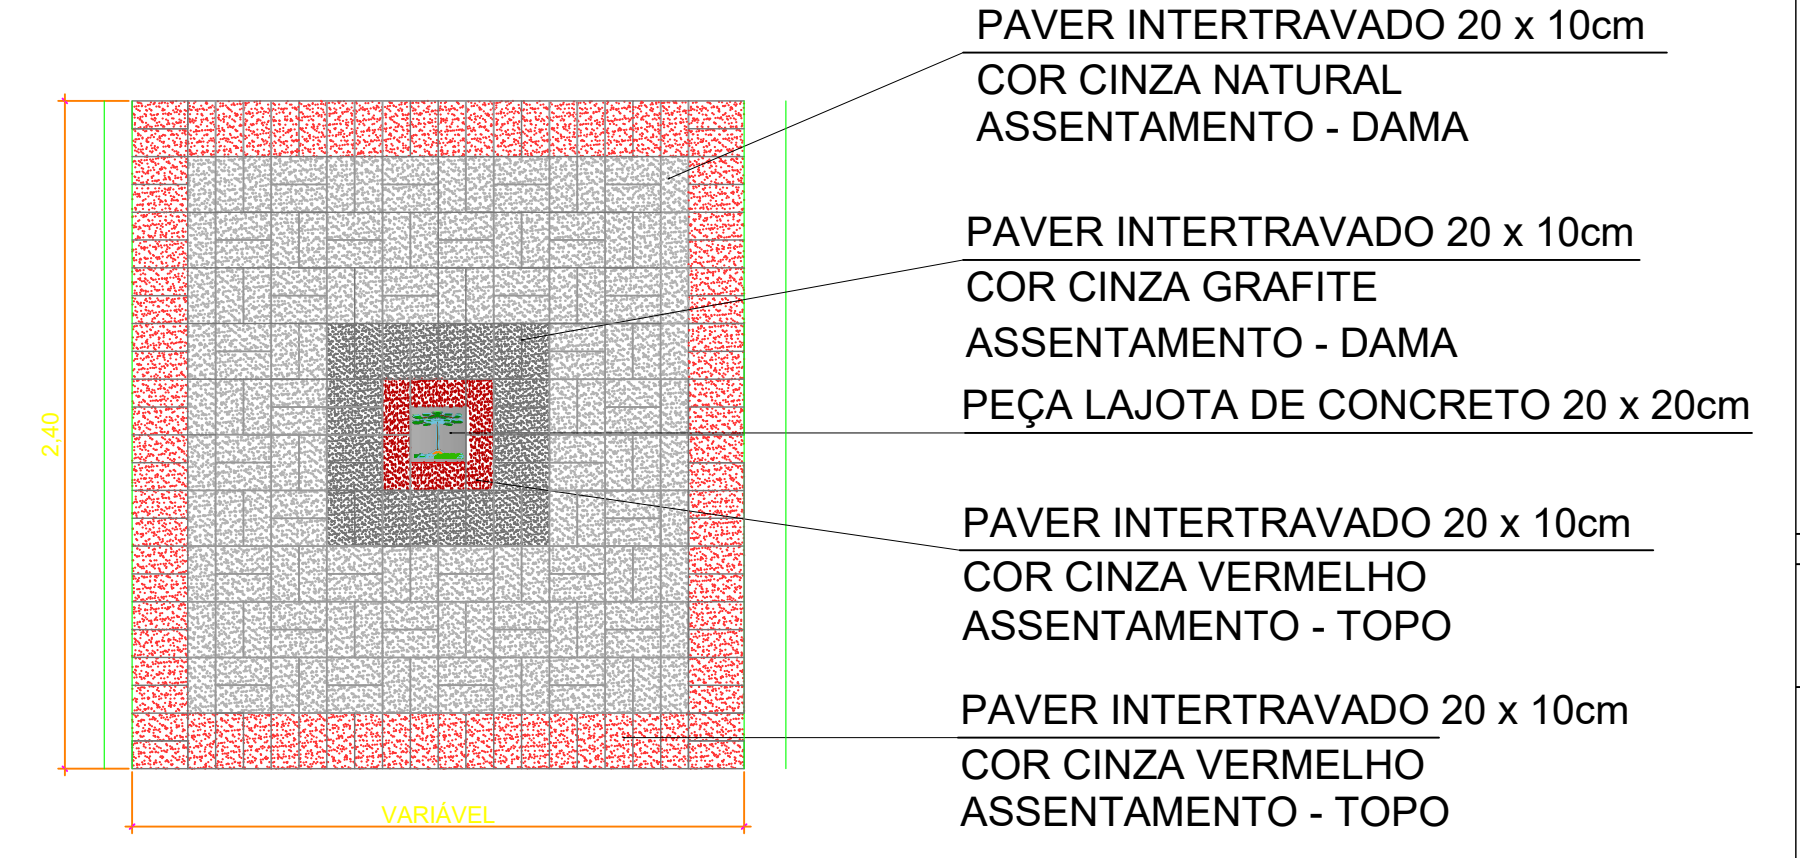 PAVER INTERTRAVADO 20 x 10cm
COR CINZA NATURAL
ASSENTAMENTO - DAMA
PAVER INTERTRAVADO 20 x 10cm
COR CINZA GRAFITE
ASSENTAMENTO - DAMA
PEÇA LAJOTA DE CONCRETO 20 x 20cm
2,40
PAVER INTERTRAVADO 20 x 10cm
COR CINZA VERMELHO
ASSENTAMENTO - TOPO
PAVER INTERTRAVADO 20 x 10cm
COR CINZA VERMELHO
ASSENTAMENTO - TOPO
VARIÁVEL